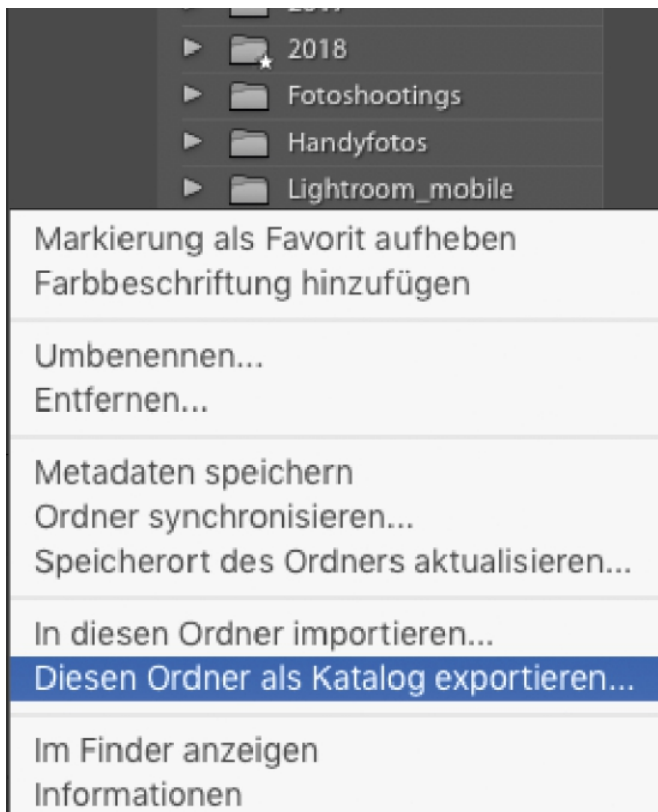 2018
Fotoshootings
Handyfotos
Lightroom_mobile
Markierung als Favorit aufheben
Farbbeschriftung hinzufügen
Umbenennen...
Entfernen...
Metadaten speichern
Ordner synchronisieren...
Speicherort des Ordners aktualisieren...
In diesen Ordner importieren...
Diesen Ordner als Katalog exportieren...
Im Finder anzeigen
Informationen